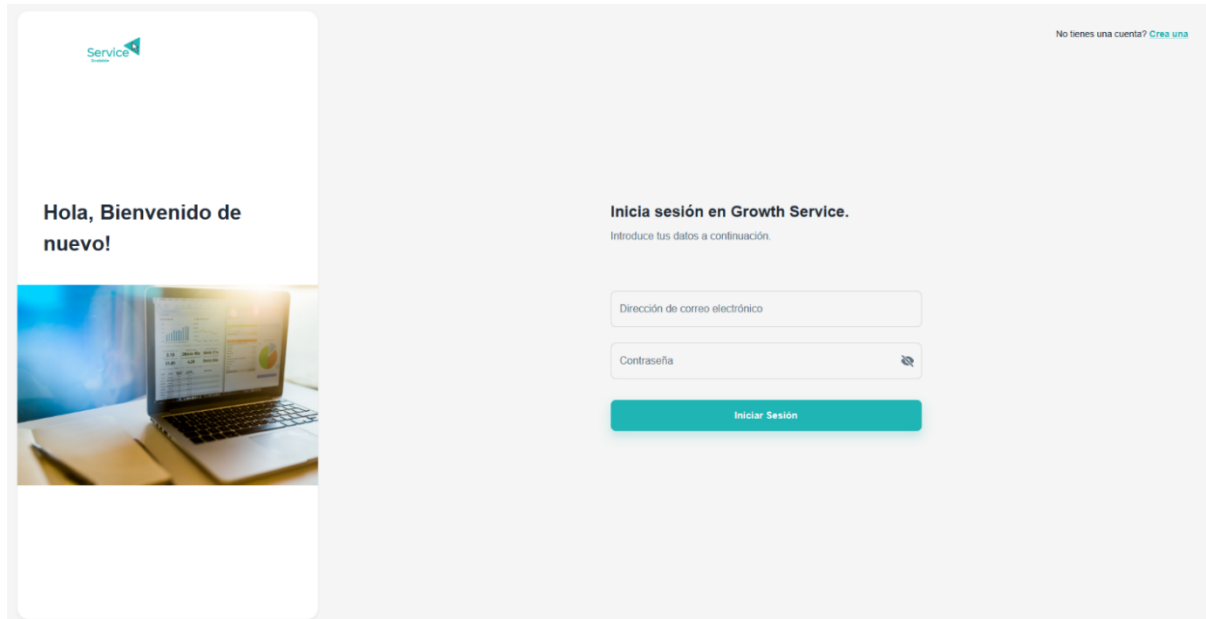 Service
No tienes una cuenta? Crea una
Hola, Bienvenido de
nuevo!
Inicia sesión en Growth Service.
Introduce tus datos a continuación.
Dirección de correo electrónico
Contraseña
Iniciar Sesión